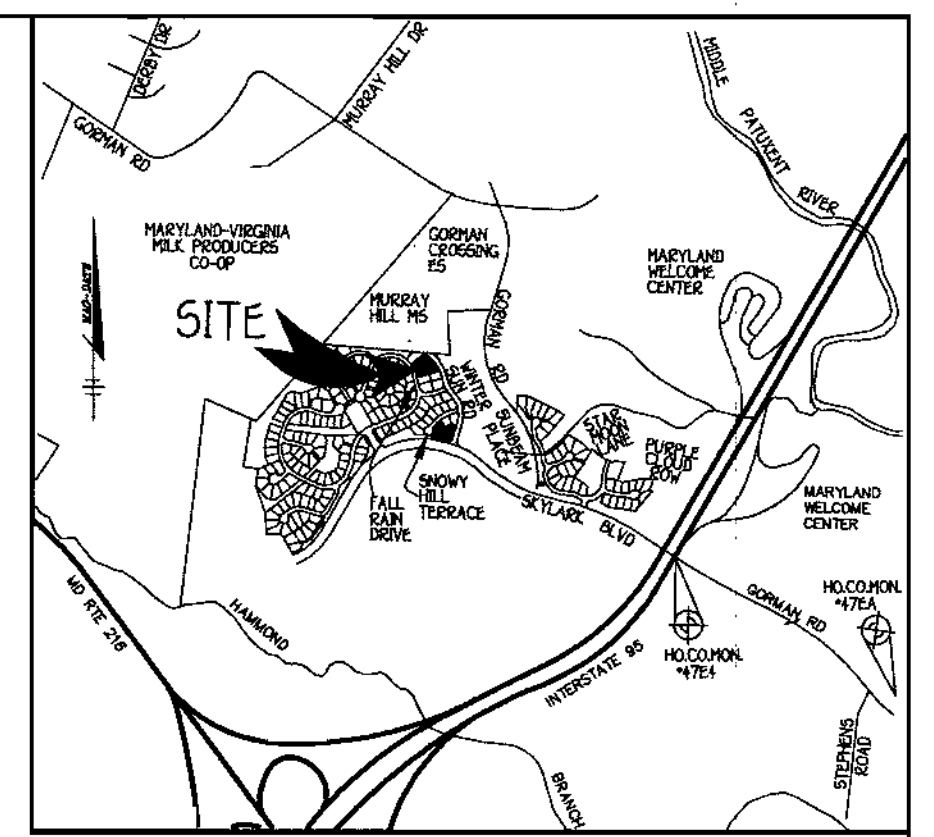 DERBY DR
MURRAY HILL DR
GORMAN RD
MIDDLE
PATUXENT
RIVER
MARYLAND-VIRGINIA
MILK PRODUCERS
CO-OP
GORMAN
CROSSING
ES
MARYLAND
WELCOME
CENTER
MURRAY
HILL MS
SITE
GORMAN RD
WINTER
SUN RD
SUNBEAM
PLACE
STAR
MOON
LANE
PURPLE
CLOUD
ROW
SNOWY
HILL
TERRACE
FALL
RAIN
DRIVE
SKYLARK BLVD
MARYLAND
WELCOME
CENTER
MD RTE 216
HAMMOND
BRANCH
INTERSTATE 95
GORMAN RD
HO.CO.MON.
*47EA
HO.CO.MON.
*47E4
STEPHENS
ROAD